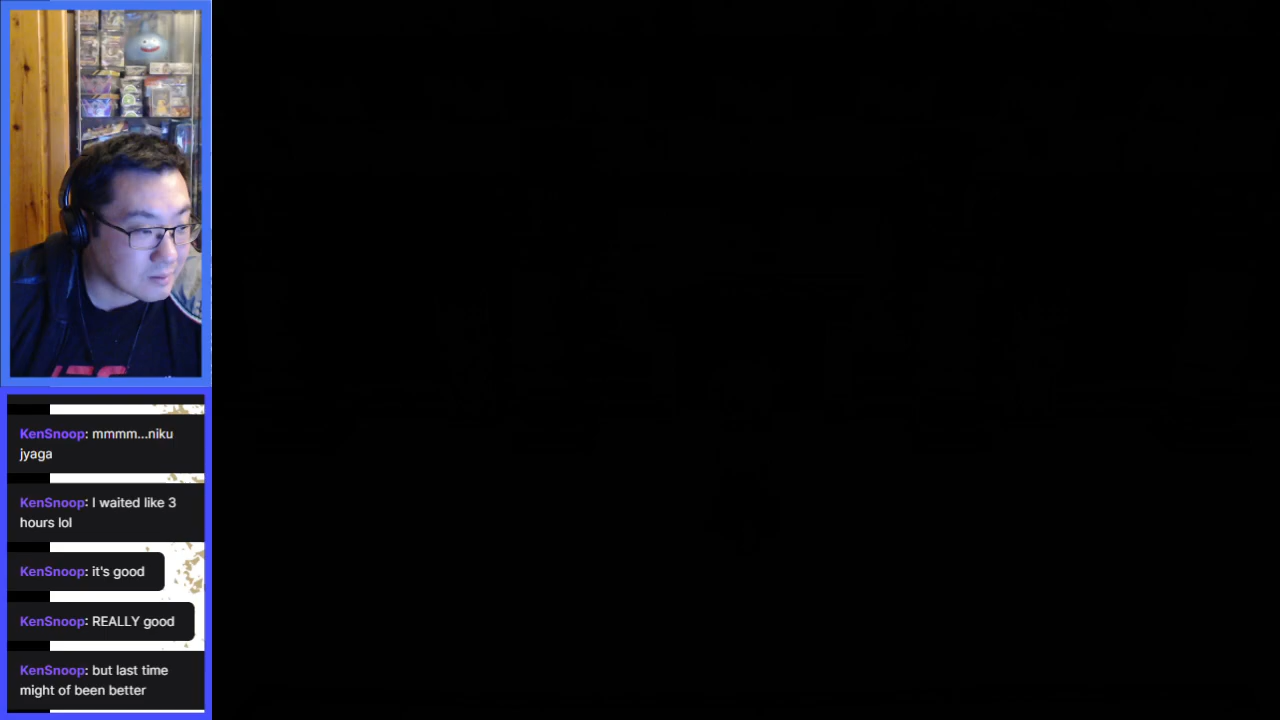 KenSnoop: mmmm...niku
jyaga
KenSnoop: I waited like 3
hours lol
KenSnoop: it's good
KenSnoop: REALLY good
KenSnoop: but last time
might of been better